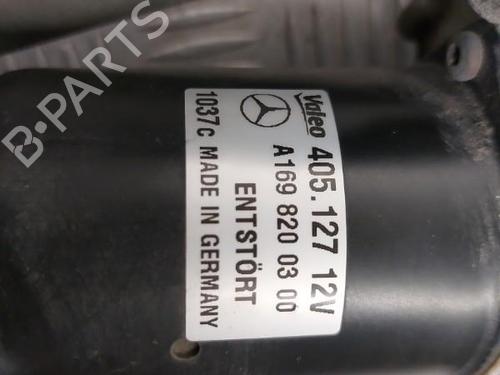 Valeo 405.127 12V
A169 820 03 00
ENTSTÖRT
1037C MADE IN GERMANY
B-PARTS